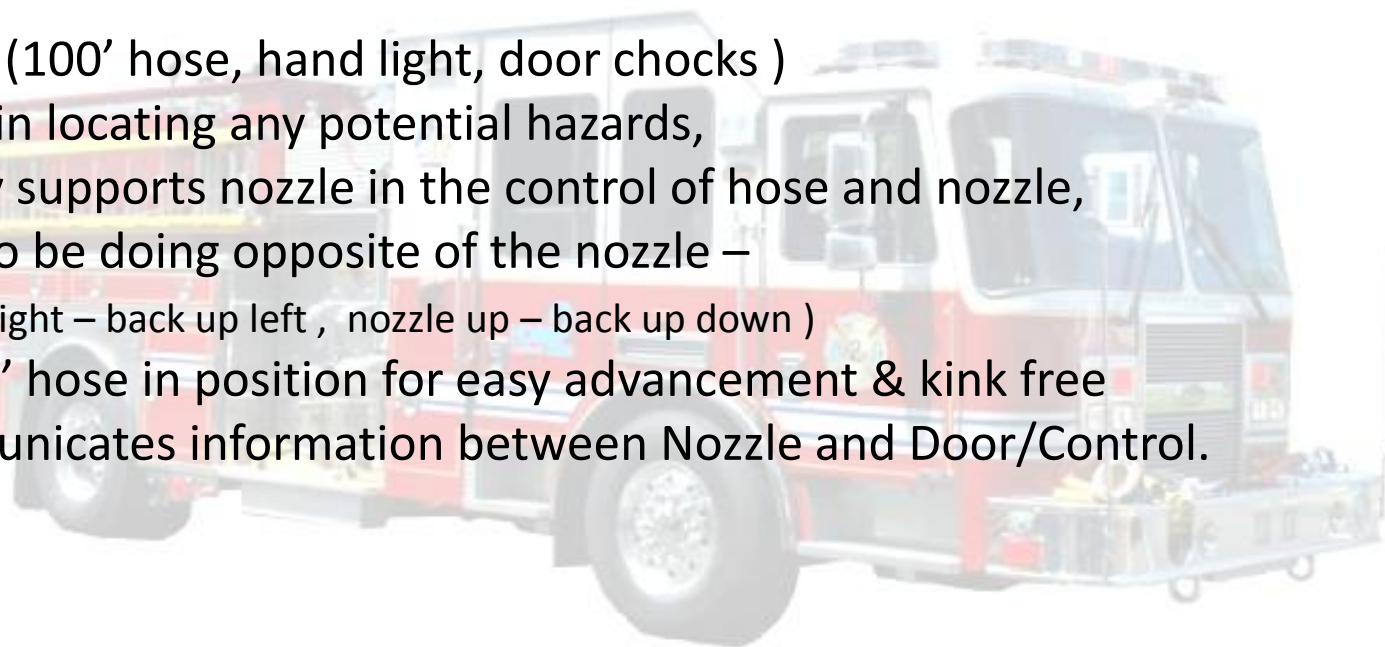 (100’ hose, hand light, door chocks )
in locating any potential hazards,
supports nozzle in the control of hose and nozzle,
be doing opposite of the nozzle –
– back up left , nozzle up – back up down )
’ hose in position for easy advancement & kink free
information between Nozzle and Door/Control.